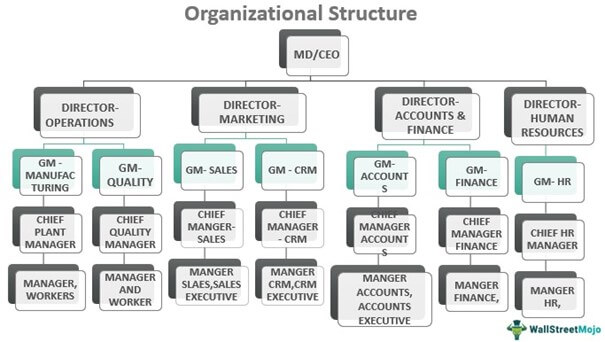 Organizational Structure
MD/CEO
DIRECTOR-
OPERATIONS
DIRECTOR-
MARKETING
DIRECTOR-
ACCOUNTS &
FINANCE
DIRECTOR-
HUMAN
RESOURCES
GM -
MANUFAC
TURING
GM-
QUALITY
GM- SALES
GM - CRM
GM-
ACCOUNT
S
GM-
FINANCE
GM- HR
CHIEF
PLANT
MANAGER
CHIEF
QUALITY
MANAGER
CHIEF
MANGER-
SALES
CHIEF
MANAGER
- CRM
CHIEF
MANAGER
ACCOUNT
S
CHIEF
MANAGER
FINANCE
CHIEF HR
MANAGER
MANAGER,
WORKERS
MANAGER
AND
WORKER
MANGER
SLAES,SALES
EXECUTIVE
MANGER
CRM,CRM
EXECUTIVE
MANGER
ACCOUNTS,
ACCOUNTS
EXECUTIVE
MANGER
FINANCE,
MANGER
HR,
WallStreetMojo